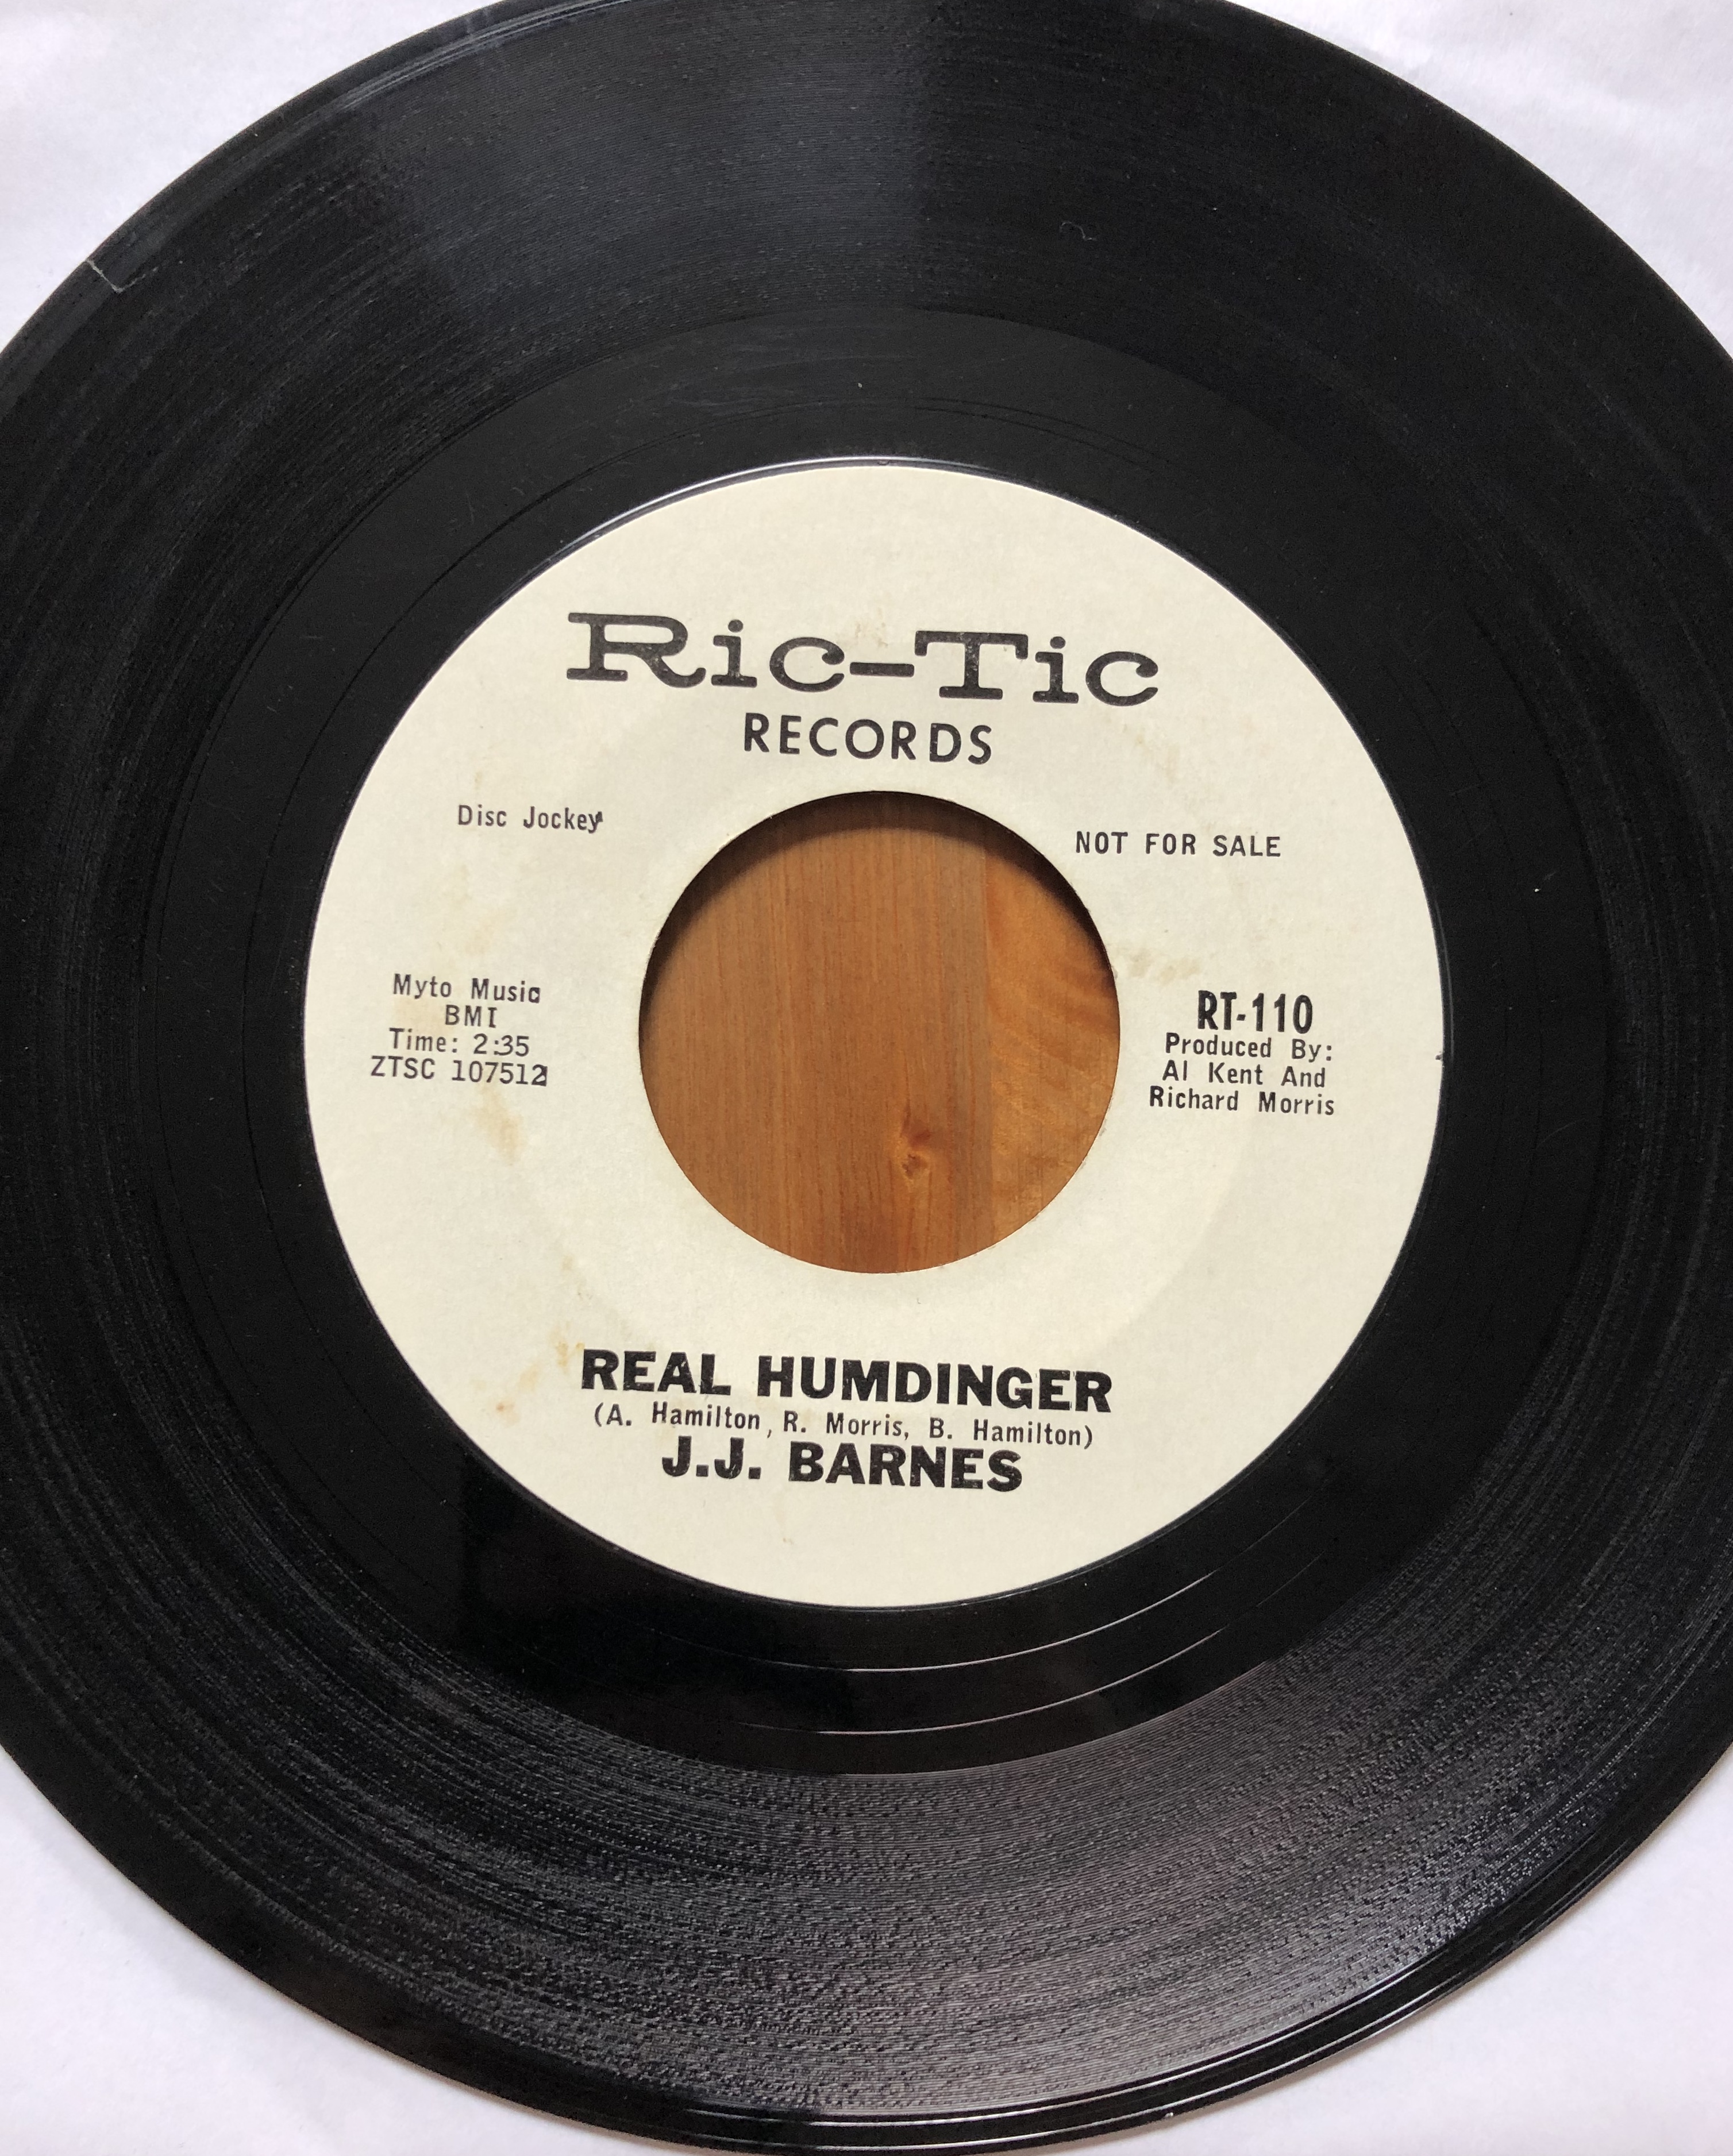 Ric-Tic
RECORDS
Disc Jockey
NOT FOR SALE
Myto Music
BMI
Time: 2:35
ZTSC 107512
RT-110
Produced By:
Al Kent And
Richard Morris
REAL HUMDINGER
(A. Hamilton, R. Morris, B. Hamilton)
J.J. BARNES